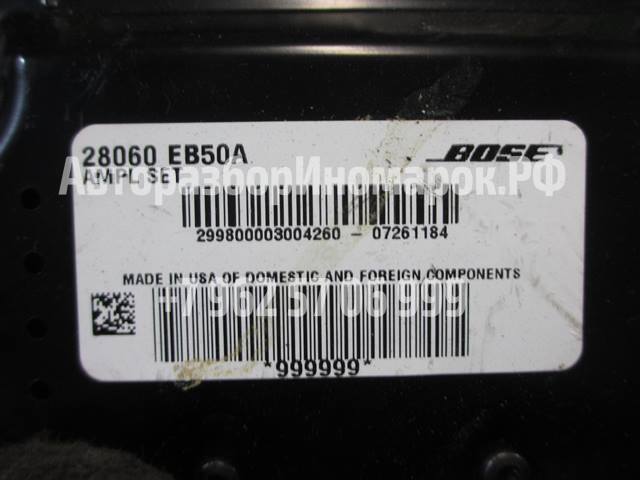 28060 EB50A
BOSE
AMPL SET
АвторазборИномарок.РФ
299800003004260 - 07261184
MADE IN USA OF DOMESTIC AND FOREIGN COMPONENTS
+7 962 57 06 999
*999999*